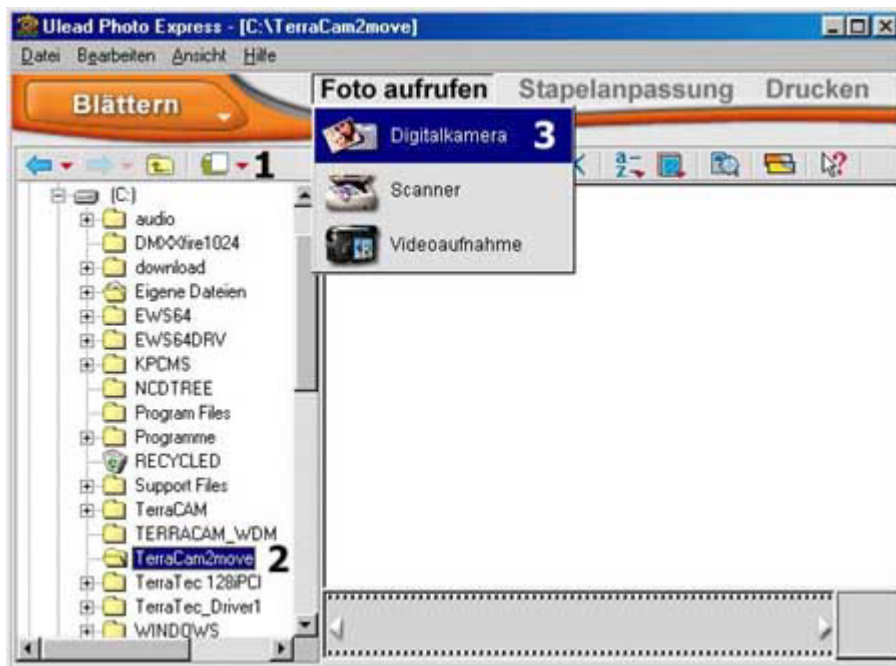 Ulead Photo Express - [C:\TerraCam2move]
Datei Bearbeiten Ansicht Hilfe
Blättern
Foto aufrufen Stapelanpassung Drucken
Digitalkamera 3
Scanner
Videoaufnahme
1
(C:)
audio
DMXXfire1024
download
Eigene Dateien
EWS64
EWS64DRV
KPCMS
NCDTREE
Program Files
Programme
RECYCLED
Support Files
TerraCAM
TERRACAM_WDM
TerraCam2move 2
TerraTec 128iPCI
TerraTec_Driver1
WINDOWS